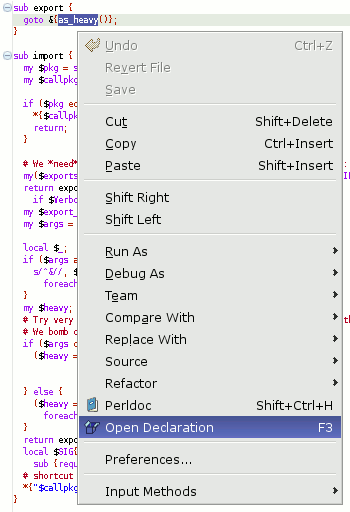 sub export {
goto &{as_heavy()};
}
sub import {
my $pkg = s
my $callpk
if ($pkg eq
*{$callpk
return;
}
# We *need*
my($exports
return expo
if $Verbo
my $export_
my $args =
local $_;
if ($args a
s/^&//, $
foreach
}
my $heavy;
# Try very
# We bomb o
if ($args o
($heavy =
} else {
($heavy =
foreach
}
return expo
local $SIG{
sub {requ
# shortcut
*{"$callpkg
}
Undo Ctrl+Z
Revert File
Save
Cut Shift+Delete
Copy Ctrl+Insert
Paste Shift+Insert
Shift Right
Shift Left
Run As
Debug As
Team
Compare With
Replace With
Source
Refactor
Perldoc Shift+Ctrl+H
Open Declaration F3
Preferences...
Input Methods